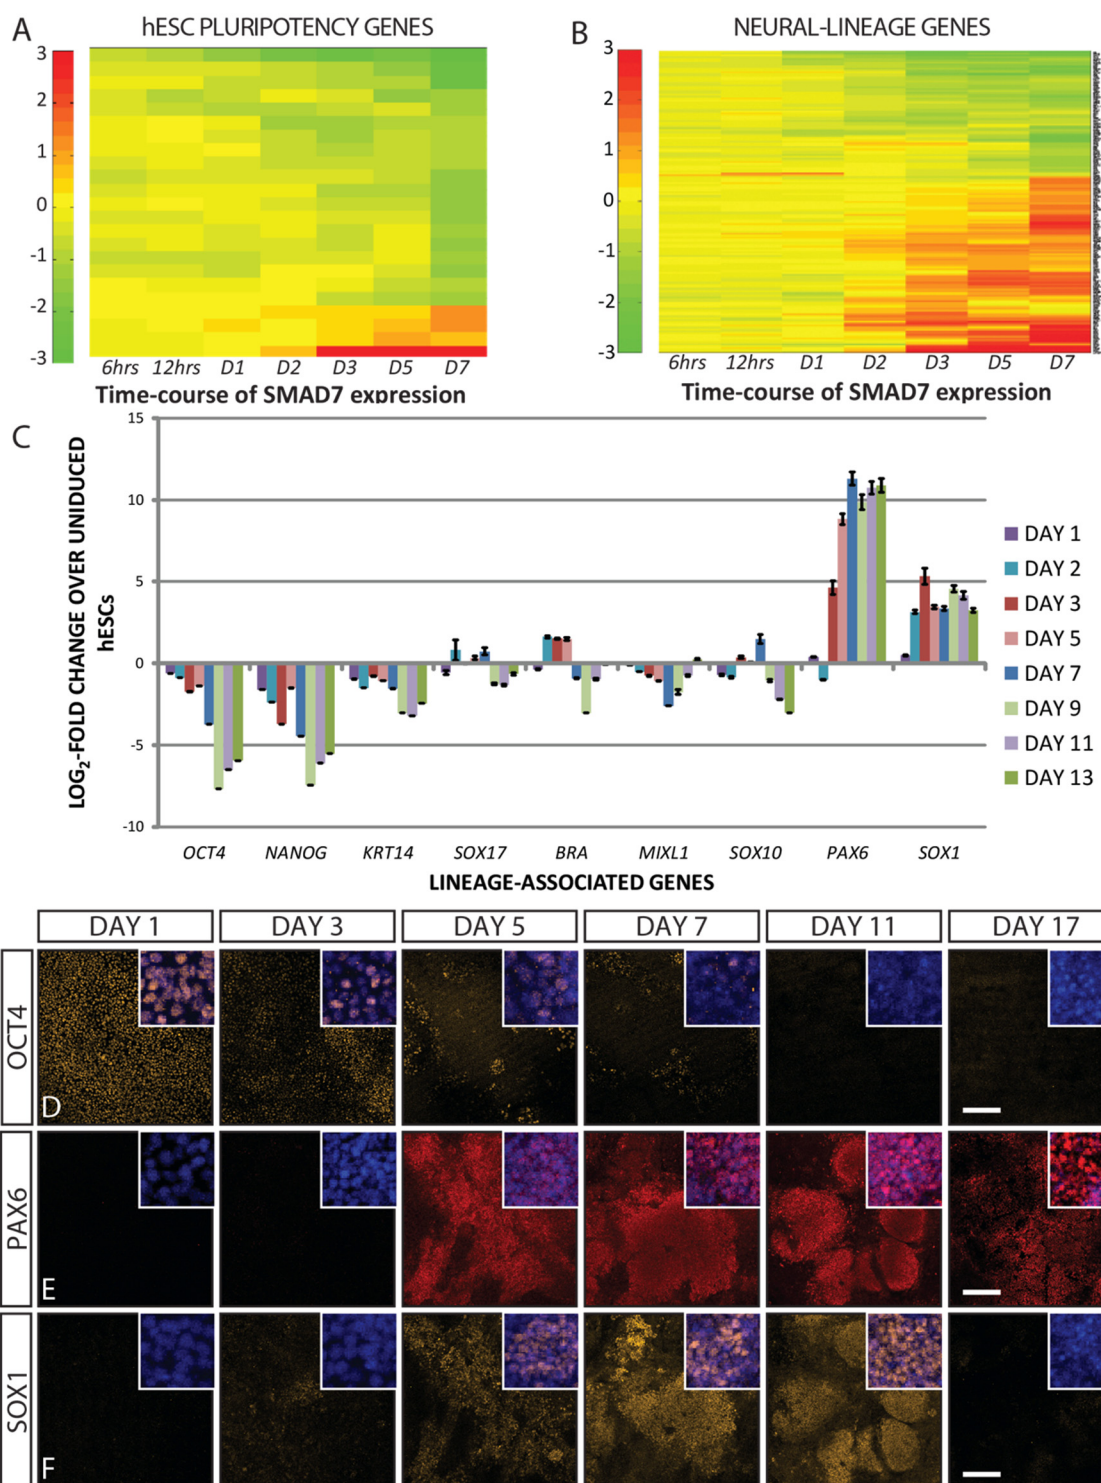 A
hESC PLURIPOTENCY GENES
3
2
1
0
-1
-2
-3
6hrs 12hrs D1 D2 D3 D5 D7
Time-course of SMAD7 expression
B
NEURAL-LINEAGE GENES
3
2
1
0
-1
-2
-3
6hrs 12hrs D1 D2 D3 D5 D7
Time-course of SMAD7 expression
C
LOG2-FOLD CHANGE OVER UNIDUCED
hESCs
15
10
5
0
-5
-10
OCT4 NANOG KRT14 SOX17 BRA MIXL1 SOX10 PAX6 SOX1
LINEAGE-ASSOCIATED GENES
DAY 1
DAY 2
DAY 3
DAY 5
DAY 7
DAY 9
DAY 11
DAY 13
DAY 1 DAY 3 DAY 5 DAY 7 DAY 11 DAY 17
OCT4
D
PAX6
E
SOX1
F